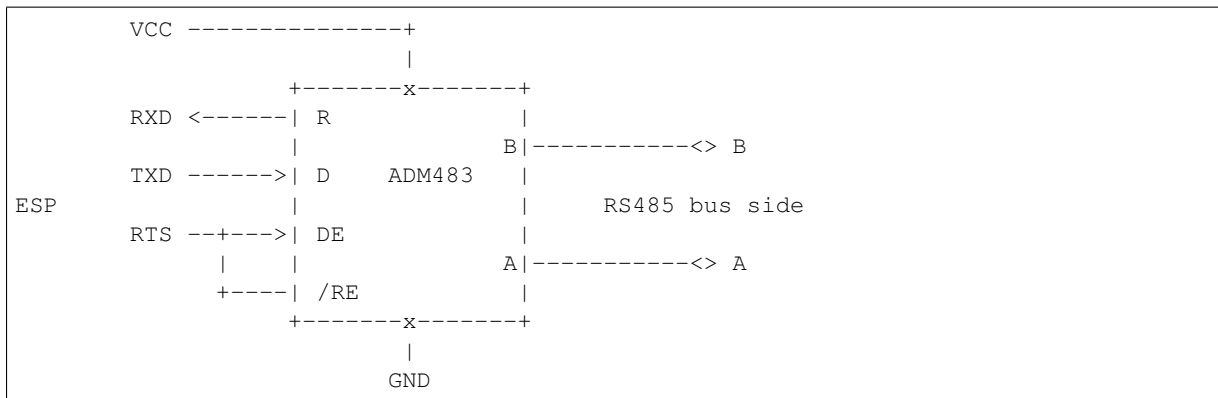 VCC ---------------+
|
+-------x-------+
RXD <------| R |
| B|-----------<> B
TXD ------>| D ADM483 |
ESP | | RS485 bus side
RTS --+--->| DE |
| | A|-----------<> A
+----| /RE |
+-------x-------+
|
GND